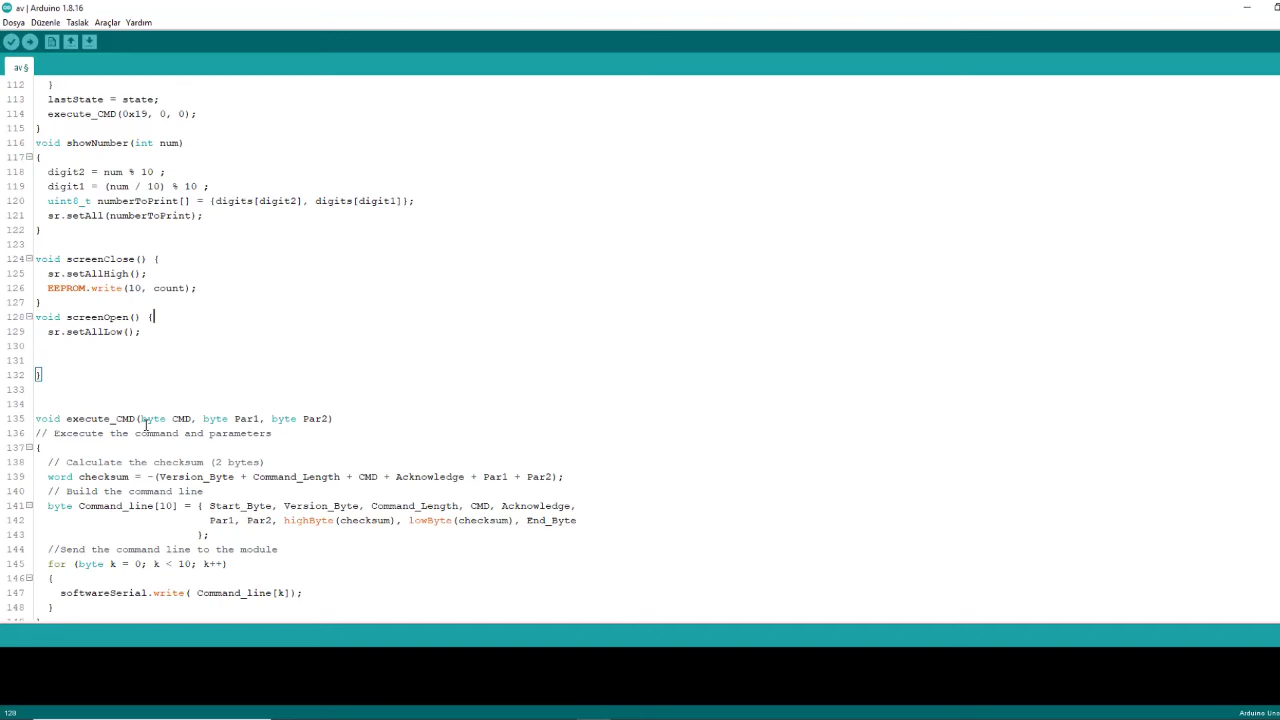 av | Arduino 1.8.16
Dosya Düzenle Taslak Araçlar Yardım
av §
112 }
113 lastState = state;
114 execute_CMD(0x19, 0, 0);
115 }
116 void showNumber(int num)
117 {
118 digit2 = num % 10 ;
119 digit1 = (num / 10) % 10 ;
120 uint8_t numberToPrint[] = {digits[digit2], digits[digit1]};
121 sr.setAll(numberToPrint);
122 }
123
124 void screenClose() {
125 sr.setAllHigh();
126 EEPROM.write(10, count);
127 }
128 void screenOpen() {
129 sr.setAllLow();
130
131
132 }
133
134
135 void execute_CMD(byte CMD, byte Par1, byte Par2)
136 // Excecute the command and parameters
137 {
138 // Calculate the checksum (2 bytes)
139 word checksum = -(Version_Byte + Command_Length + CMD + Acknowledge + Par1 + Par2);
140 // Build the command line
141 byte Command_line[10] = { Start_Byte, Version_Byte, Command_Length, CMD, Acknowledge,
142 Par1, Par2, highByte(checksum), lowByte(checksum), End_Byte
143 };
144 //Send the command line to the module
145 for (byte k = 0; k < 10; k++)
146 {
147 softwareSerial.write( Command_line[k]);
148 }
128
Arduino Uno